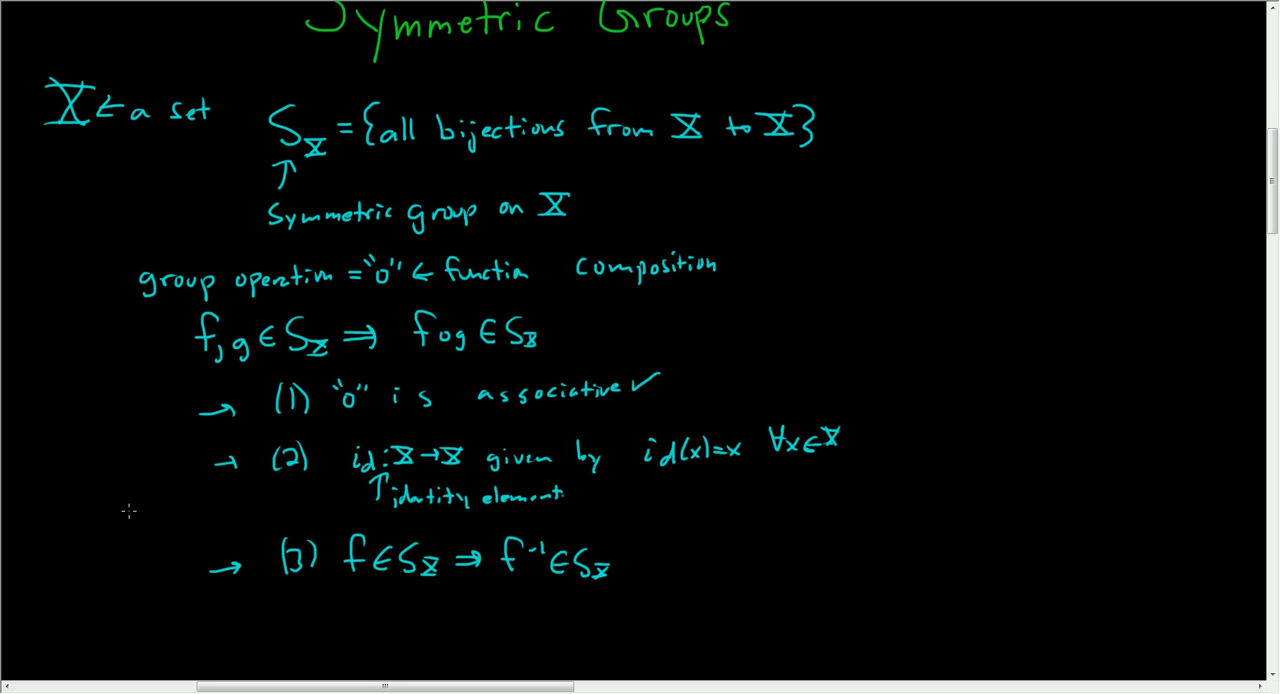 Symmetric Groups
X ← a set
S_X = {all bijections from X to X}
↑
Symmetric group on X
group operation = "o" ← function composition
f, g ∈ S_X ⇒ f o g ∈ S_X
→ (1) "o" is associative ✓
→ (2) id: X → X given by id(x)=x ∀x∈X
↑ identity element
→ (3) f ∈ S_X ⇒ f⁻¹ ∈ S_X